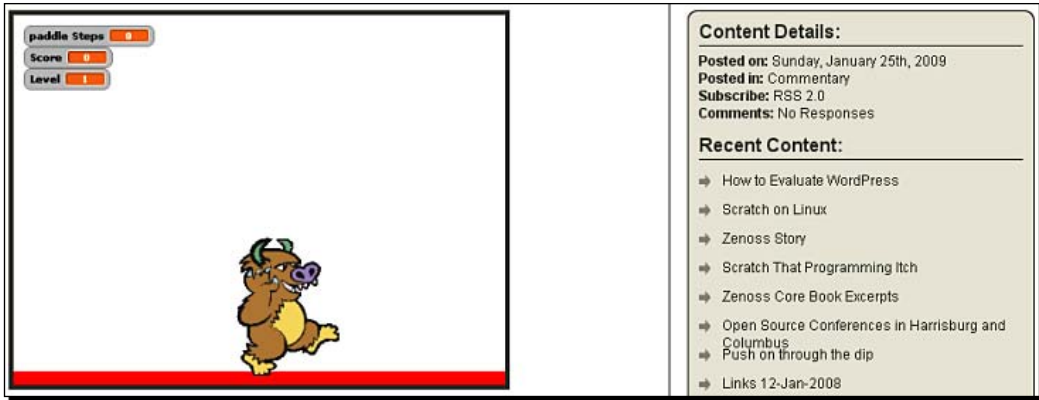 paddle Steps 0
Score 0
Level 1
Content Details:
Posted on: Sunday, January 25th, 2009
Posted in: Commentary
Subscribe: RSS 2.0
Comments: No Responses
Recent Content:
How to Evaluate WordPress
Scratch on Linux
Zenoss Story
Scratch That Programming Itch
Zenoss Core Book Excerpts
Open Source Conferences in Harrisburg and
Columbus
Push on through the dip
Links 12-Jan-2008